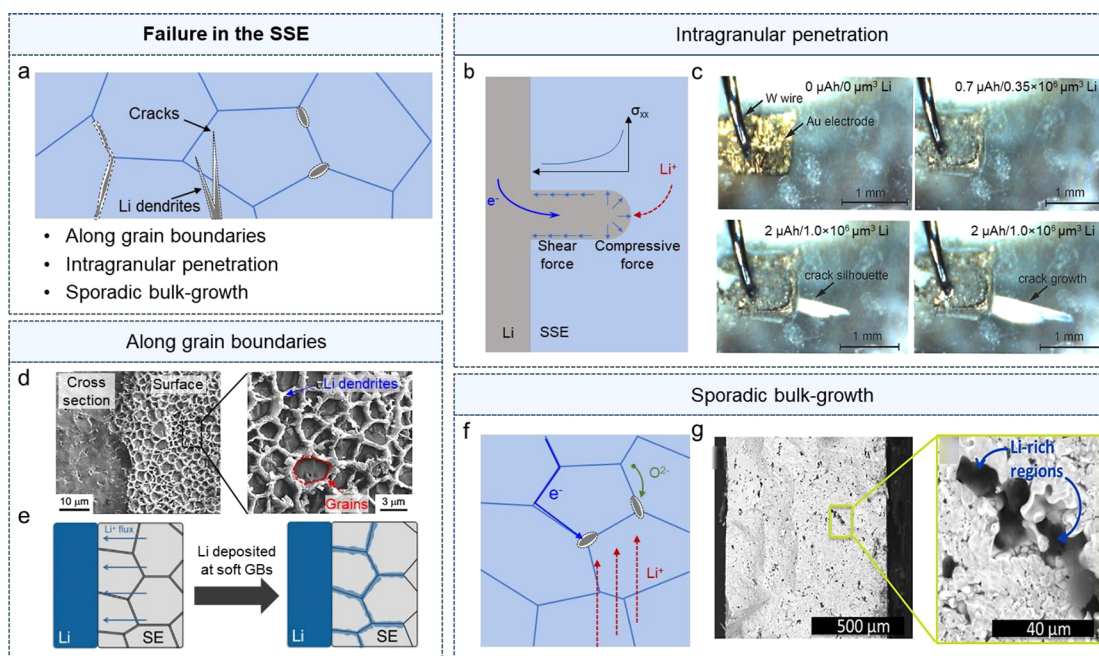 Failure in the SSE
a
Cracks
Li dendrites
• Along grain boundaries
• Intragranular penetration
• Sporadic bulk-growth
Intragranular penetration
b
σxx
Li⁺
e⁻
Shear
force
Compressive
force
Li
SSE
c
0 μAh/0 μm³ Li
W wire
Au electrode
1 mm
0.7 μAh/0.35×10⁶ μm³ Li
1 mm
2 μAh/1.0×10⁶ μm³ Li
crack silhouette
1 mm
2 μAh/1.0×10⁶ μm³ Li
crack growth
1 mm
Along grain boundaries
d
Cross
section
Surface
10 μm
Li dendrites
Grains
3 μm
e
Li⁺ flux
Li
SE
Li deposited
at soft GBs
Li
SE
Sporadic bulk-growth
f
e⁻
O²⁻
Li⁺
g
500 μm
Li-rich
regions
40 μm